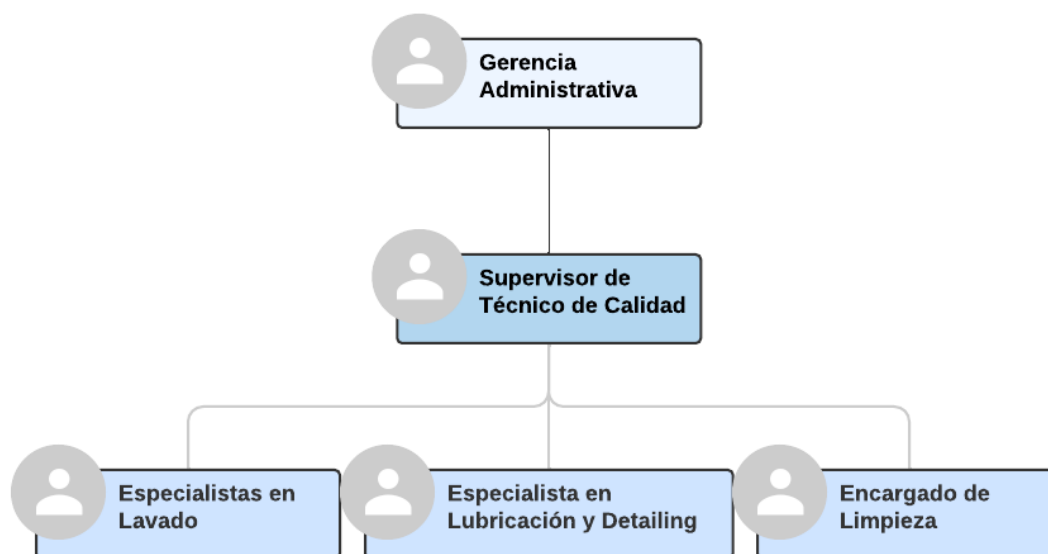 Gerencia
Administrativa
Supervisor de
Técnico de Calidad
Especialistas en
Lavado
Especialista en
Lubricación y Detailing
Encargado de
Limpieza